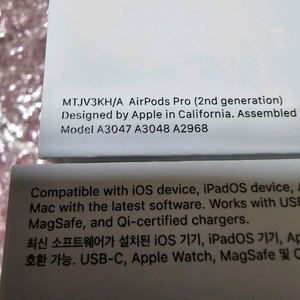 MTJV3KH/A AirPods Pro (2nd generation)
Designed by Apple in California. Assembled
Model A3047 A3048 A2968
Compatible with iOS device, iPadOS device, A
Mac with the latest software. Works with USB
MagSafe, and Qi-certified chargers.
최신 소프트웨어가 설치된 iOS 기기, iPadOS 기기, Ap
호환 가능. USB-C, Apple Watch, MagSafe 및 Q